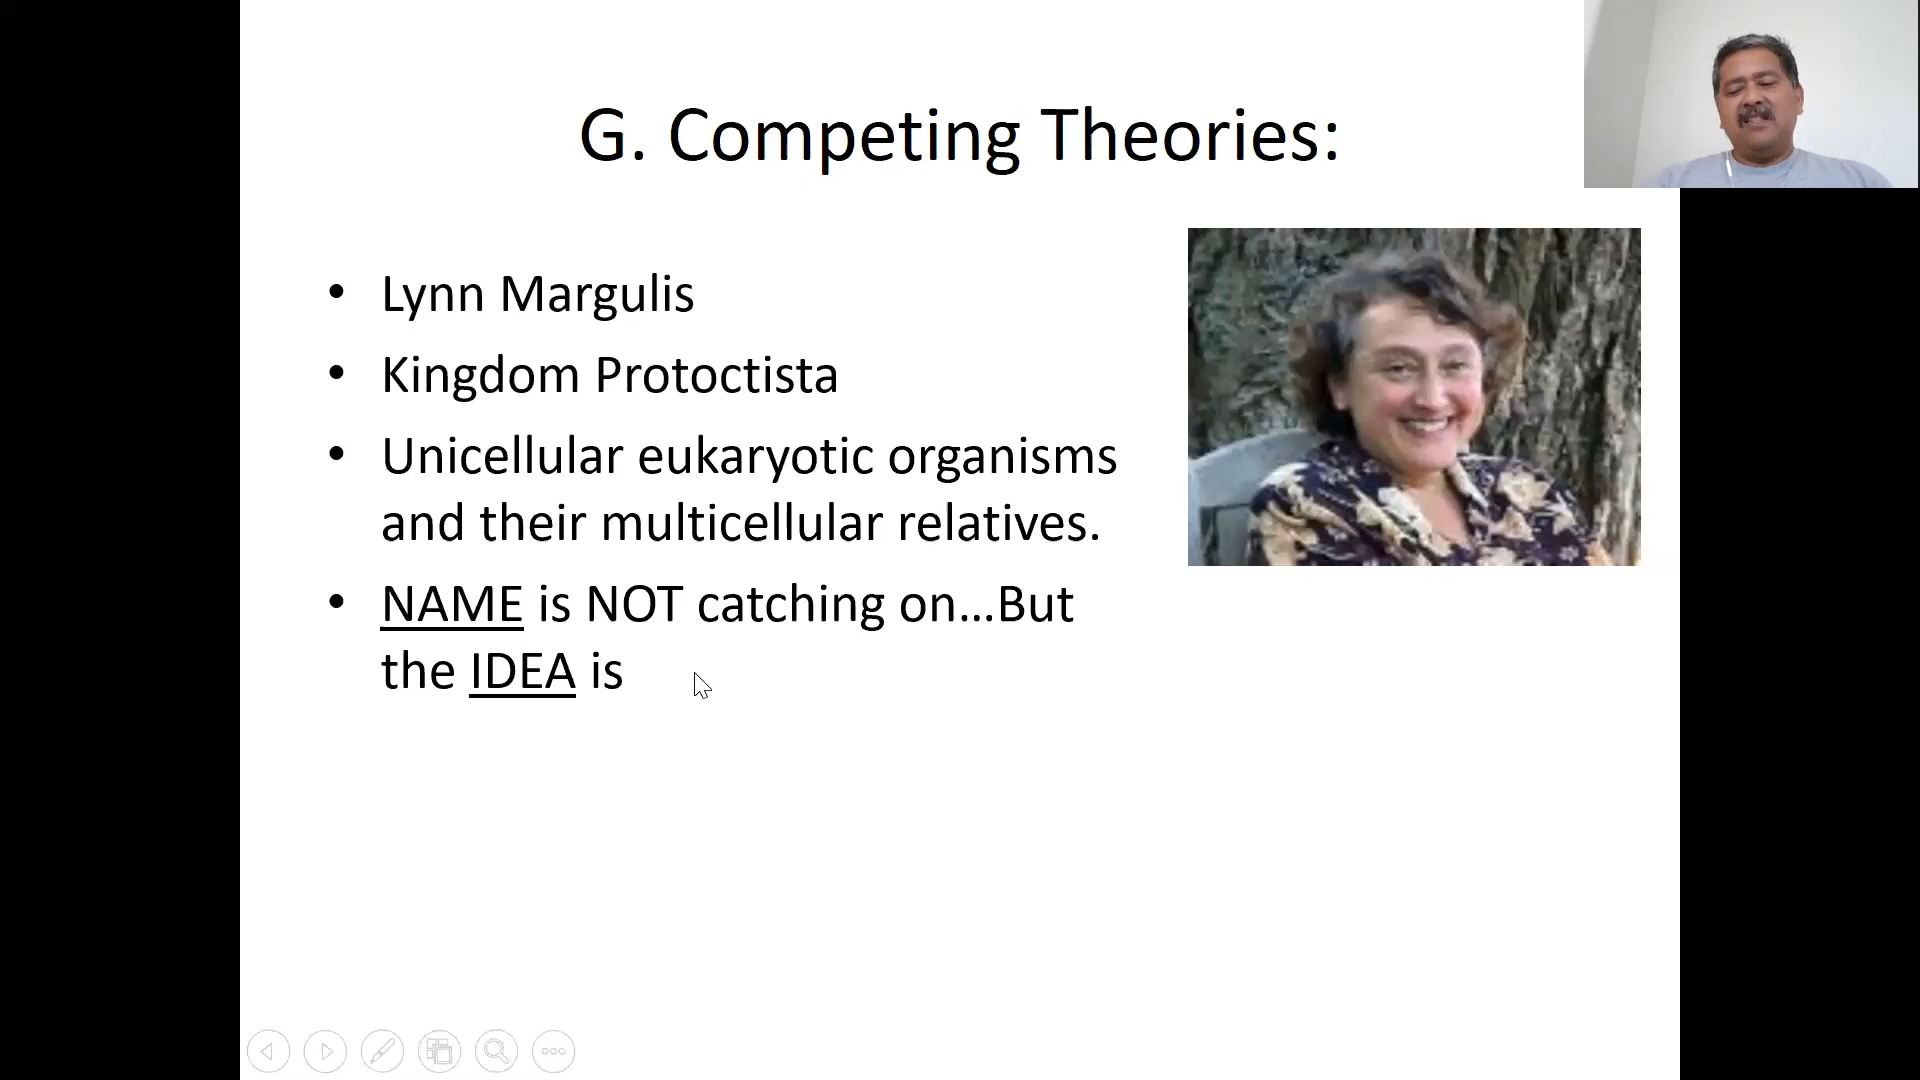 G. Competing Theories:
• Lynn Margulis
• Kingdom Protoctista
• Unicellular eukaryotic organisms
and their multicellular relatives.
• NAME is NOT catching on...But
the IDEA is